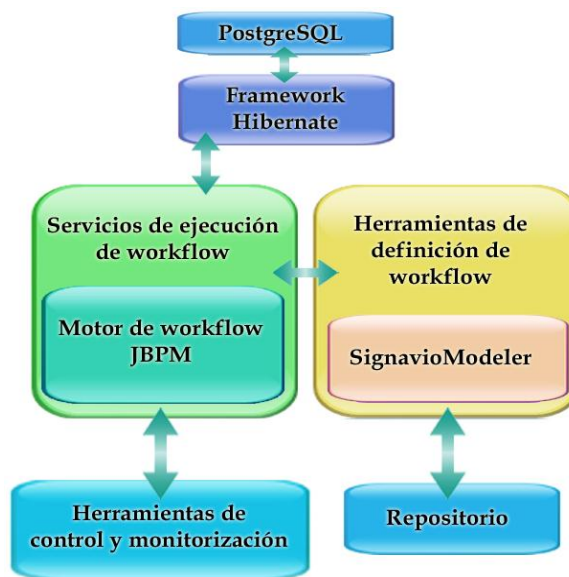 PostgreSQL
Framework
Hibernate
Servicios de ejecución
de workflow
Motor de workflow
JBPM
Herramientas de
definición de
workflow
SignavioModeler
Herramientas de
control y monitorización
Repositorio